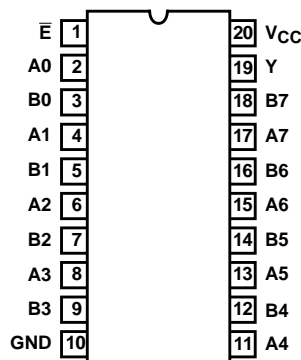 E̅ 1 20 VCC
A0 2 19 Y
B0 3 18 B7
A1 4 17 A7
B1 5 16 B6
A2 6 15 A6
B2 7 14 B5
A3 8 13 A5
B3 9 12 B4
GND 10 11 A4